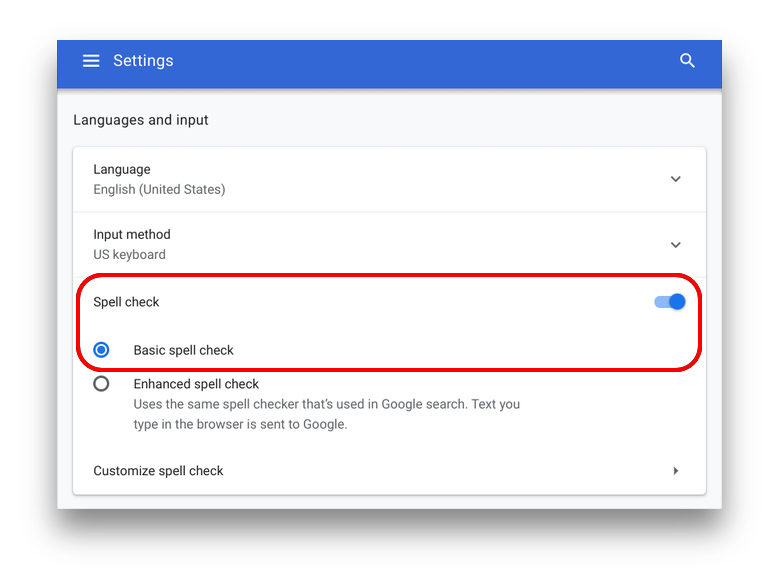 Settings
Languages and input
Language
English (United States)
Input method
US keyboard
Spell check
Basic spell check
Enhanced spell check
Uses the same spell checker that's used in Google search. Text you
type in the browser is sent to Google.
Customize spell check